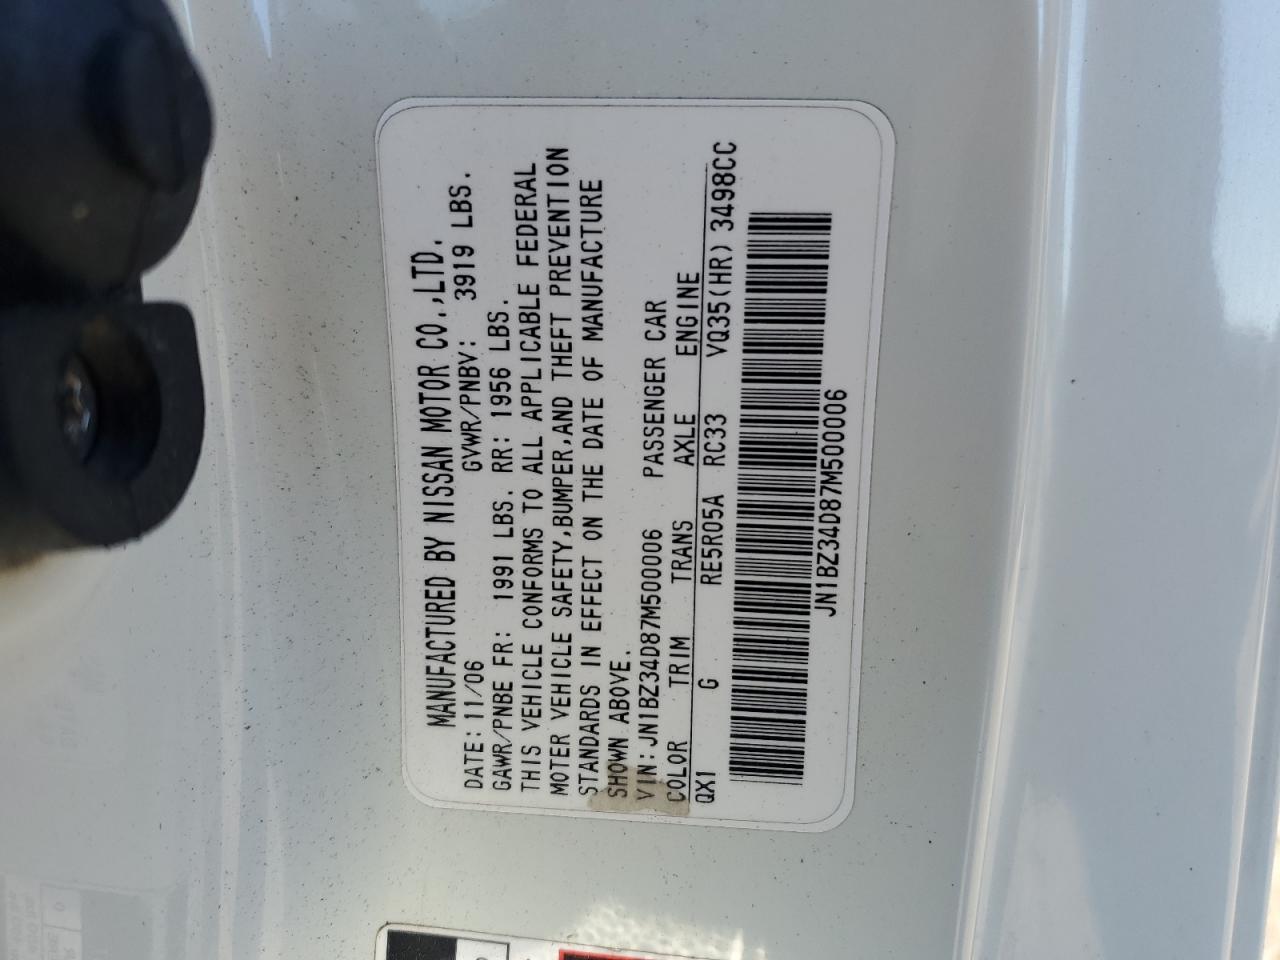 MANUFACTURED BY NISSAN MOTOR CO.,LTD.
DATE:11/06 GVWR/PNBV: 3919 LBS.
GAWR/PNBE FR: 1991 LBS. RR: 1956 LBS.
THIS VEHICLE CONFORMS TO ALL APPLICABLE FEDERAL
MOTER VEHICLE SAFETY,BUMPER,AND THEFT PREVENTION
STANDARDS IN EFFECT ON THE DATE OF MANUFACTURE
SHOWN ABOVE.
VIN:JN1BZ34D87M500006 PASSENGER CAR
COLOR TRIM TRANS AXLE ENGINE
QX1 G RE5R05A RC33 VQ35(HR) 3498CC
JN1BZ34D87M500006